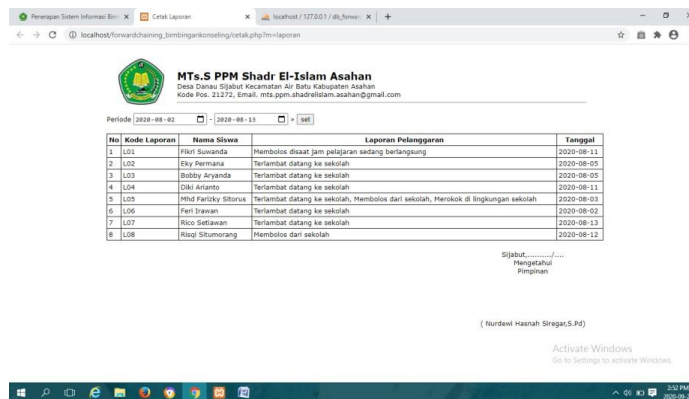 Penerapan Sistem Informasi Bimb
Cetak Laporan
localhost / 127.0.0.1 / db_forwar
localhost/forwardchaining_bimbingankonseling/cetak.php?m=laporan
MTs.S PPM Shadr El-Islam Asahan
Desa Danau Sijabut Kecamatan Air Batu Kabupaten Asahan
Kode Pos. 21272, Email. mts.ppm.shadrelislam.asahan@gmail.com
Periode 2020-08-02 - 2020-08-13 » set
No Kode Laporan Nama Siswa Laporan Pelanggaran Tanggal
1 L01 Fikri Suwanda Membolos disaat jam pelajaran sedang berlangsung 2020-08-11
2 L02 Eky Permana Terlambat datang ke sekolah 2020-08-05
3 L03 Bobby Aryanda Terlambat datang ke sekolah 2020-08-05
4 L04 Diki Arianto Terlambat datang ke sekolah 2020-08-11
5 L05 Mhd Farizky Sitorus Terlambat datang ke sekolah, Membolos dari sekolah, Merokok di lingkungan sekolah 2020-08-03
6 L06 Feri Irawan Terlambat datang ke sekolah 2020-08-02
7 L07 Rico Setiawan Terlambat datang ke sekolah 2020-08-13
8 L08 Risqi Situmorang Membolos dari sekolah 2020-08-12
Sijabut,........../....
Mengetahui
Pimpinan
( Nurdewi Hasnah Siregar,S.Pd)
Activate Windows
Go to Settings to activate Windows.
2:52 PM